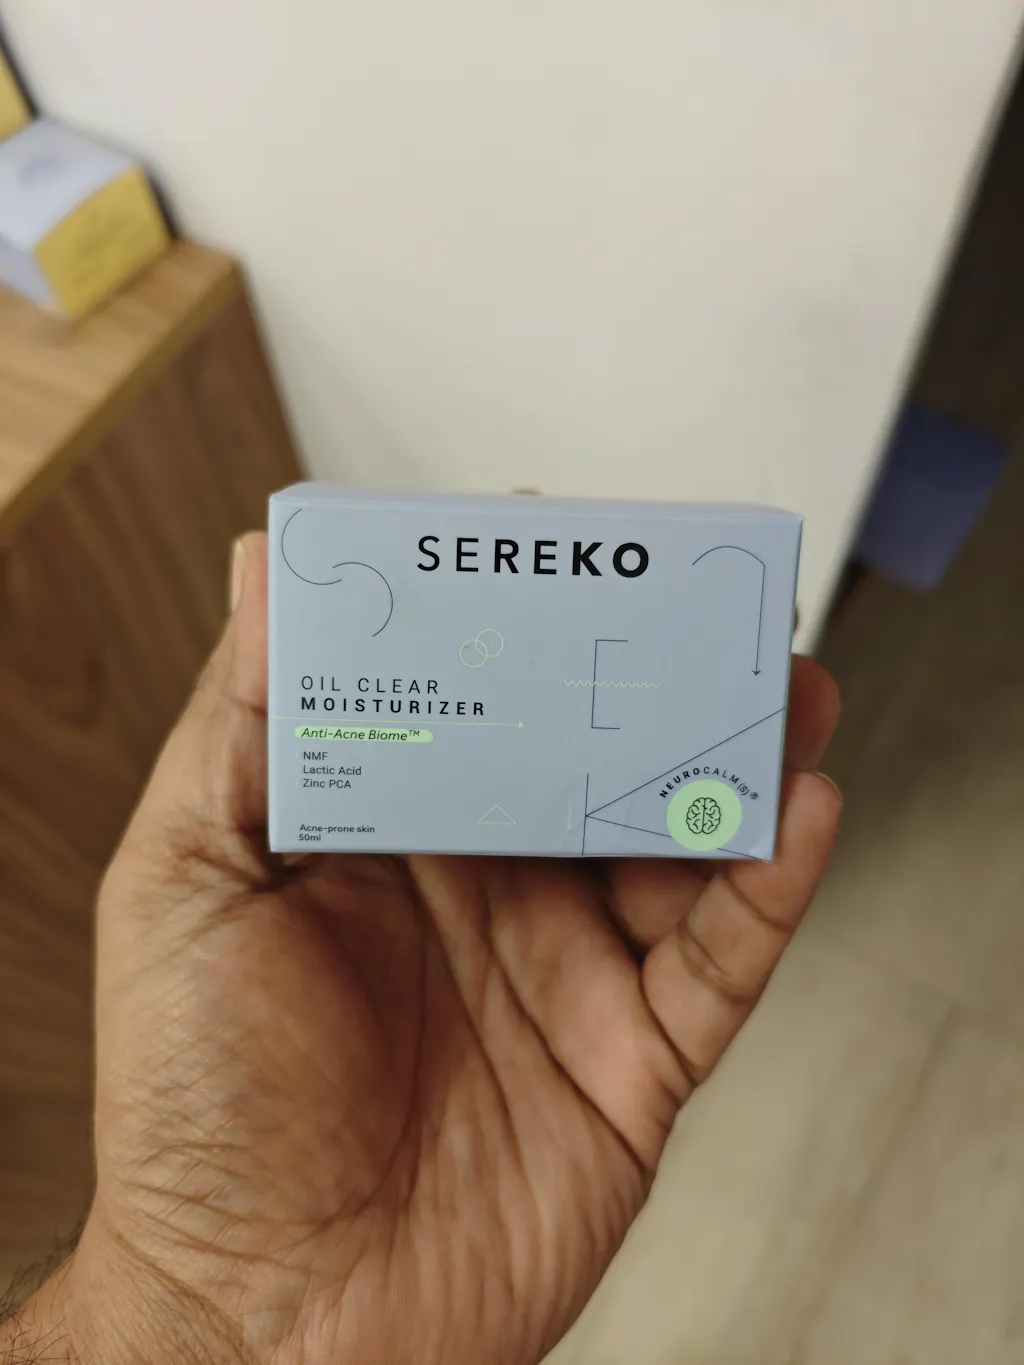 SEREKO
OIL CLEAR
MOISTURIZER
Anti-Acne Biome™
NMF
Lactic Acid
Zinc PCA
Acne-prone skin
50ml
NEUROCALM(S)®